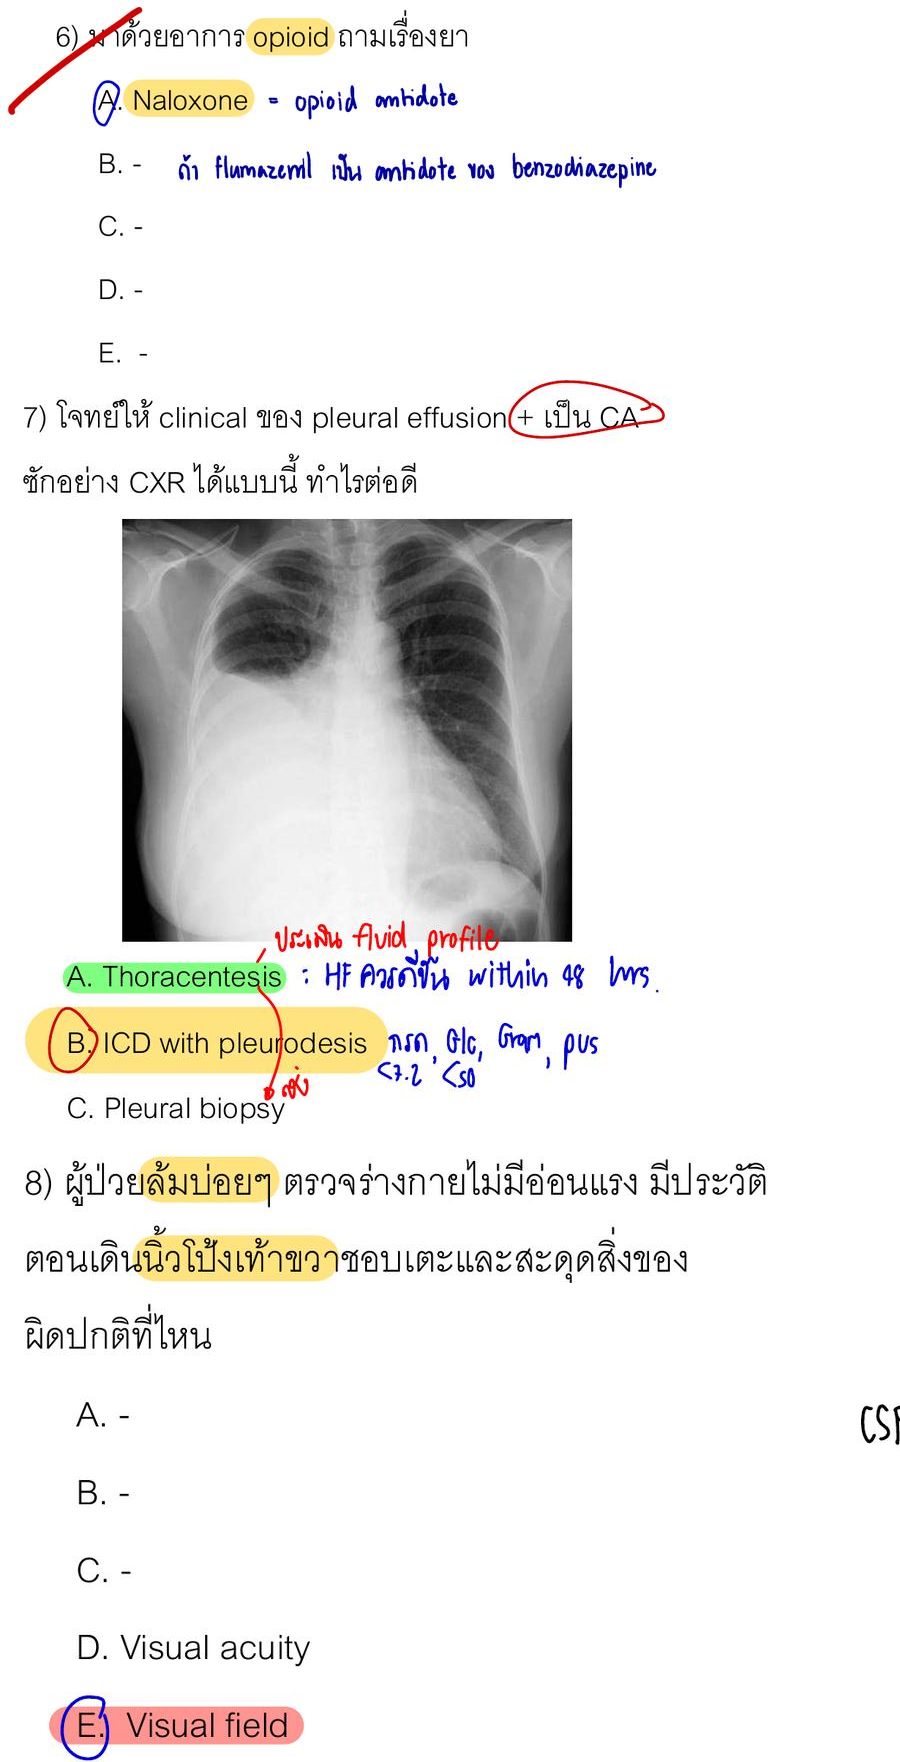 6) มาด้วยอาการ opioid ถามเรื่องยา
A. Naloxone = opioid antidote
B. - ถ้า flumazenil เป็น antidote ของ benzodiazepine
C. -
D. -
E. -
7) โจทย์ให้ clinical ของ pleural effusion + เป็น CA
ซักอย่าง CXR ได้แบบนี้ ทำไรต่อดี
ประเมิน fluid profile
A. Thoracentesis : HF ควรดีขึ้น within 48 hrs.
B. ICD with pleurodesis กรด, Glc, Gram, pus
<7.2 <50
C. Pleural biopsy
8) ผู้ป่วยล้มบ่อยๆ ตรวจร่างกายไม่มีอ่อนแรง มีประวัติ
ตอนเดินนิ้วโป้งเท้าขวาชอบเตะและสะดุดสิ่งของ
ผิดปกติที่ไหน
A. -
B. -
C. -
D. Visual acuity
E. Visual field